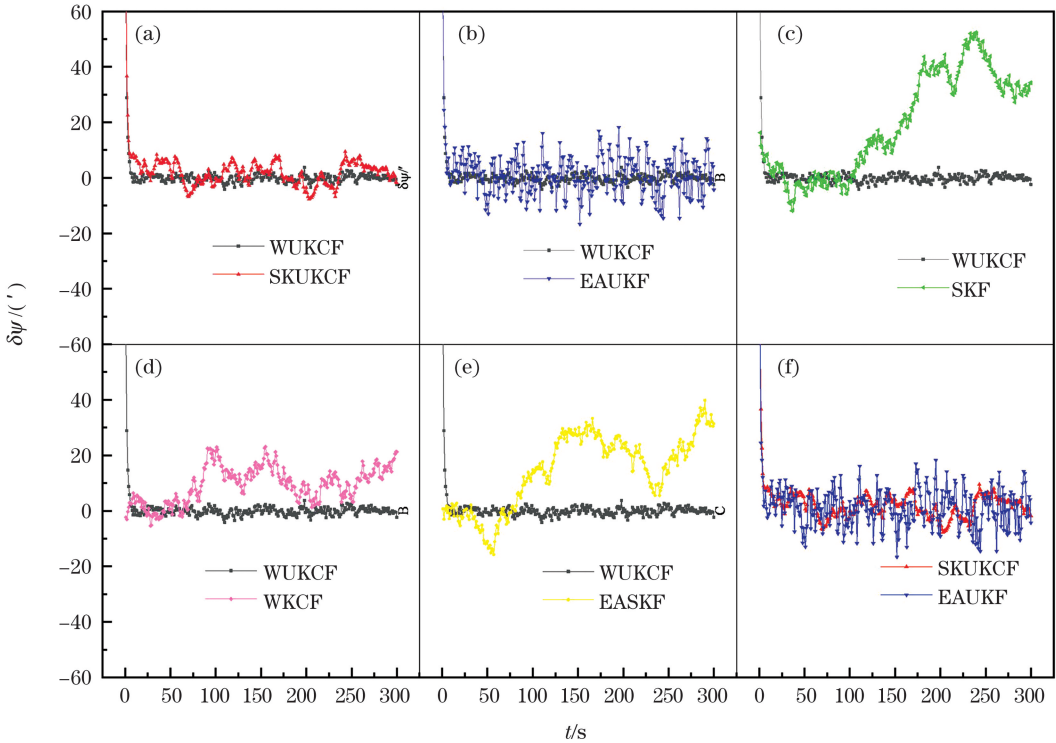 60
40
20
0
−20
−40
−60
40
20
0
−20
−40
−60
δψ/(′)
(a)
WUKCF
SKUKCF
δψ/′
(b)
WUKCF
EAUKF
B
(c)
WUKCF
SKF
(d)
WUKCF
WKCF
B
(e)
WUKCF
EASKF
C
(f)
SKUKCF
EAUKF
0 50 100 150 200 250 300 0 50 100 150 200 250 300 0 50 100 150 200 250 300
t/s